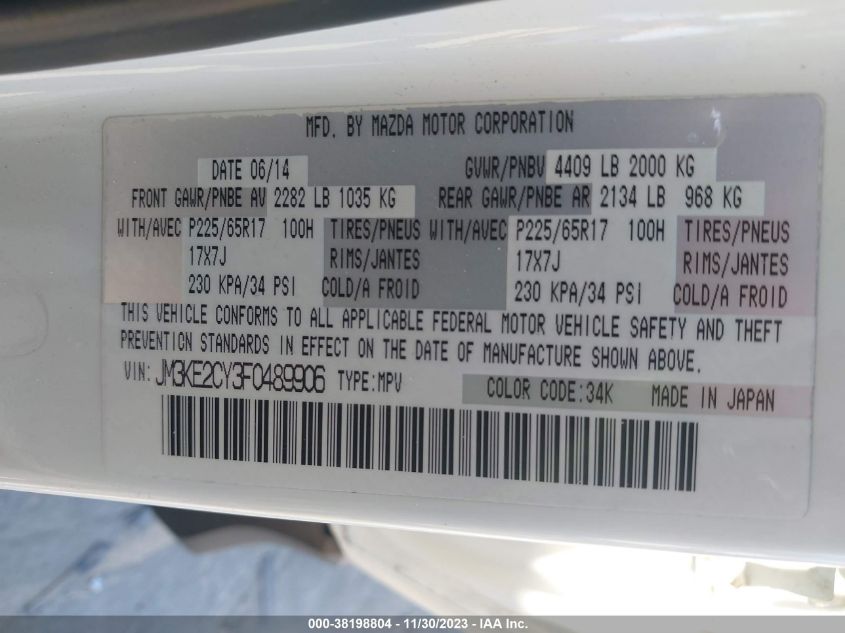 MFD. BY MAZDA MOTOR CORPORATION
DATE 06/14 GVWR/PNBV 4409 LB 2000 KG
FRONT GAWR/PNBE AV 2282 LB 1035 KG REAR GAWR/PNBE AR 2134 LB 968 KG
WITH/AVEC P225/65R17 100H TIRES/PNEUS WITH/AVEC P225/65R17 100H TIRES/PNEUS
17X7J RIMS/JANTES 17X7J RIMS/JANTES
230 KPA/34 PSI COLD/A FROID 230 KPA/34 PSI COLD/A FROID
THIS VEHICLE CONFORMS TO ALL APPLICABLE FEDERAL MOTOR VEHICLE SAFETY AND THEFT
PREVENTION STANDARDS IN EFFECT ON THE DATE OF MANUFACTURE SHOWN ABOVE.
VIN: JM3KE2CY3F0489906 TYPE:MPV COLOR CODE:34K MADE IN JAPAN
000-38198804 - 11/30/2023 - IAA Inc.